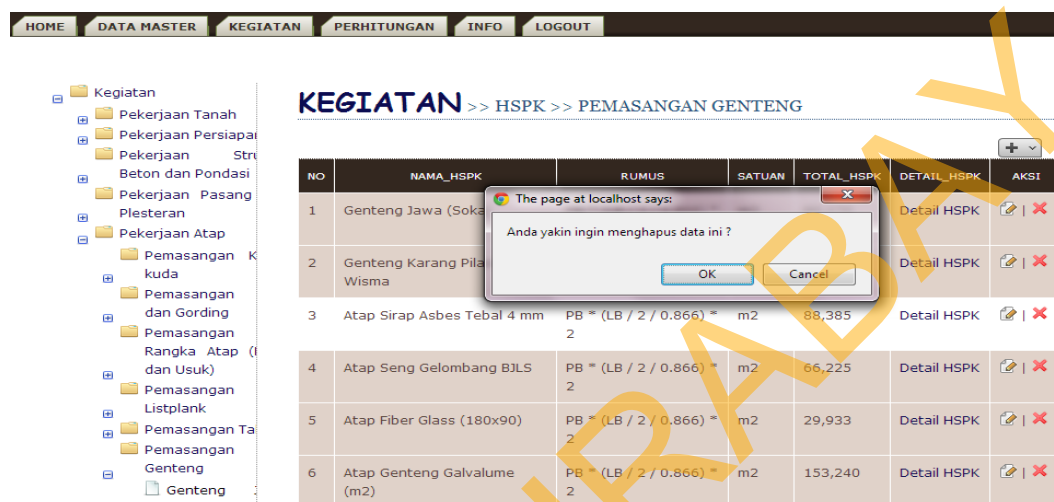 HOME DATA MASTER KEGIATAN PERHITUNGAN INFO LOGOUT
Kegiatan
Pekerjaan Tanah
Pekerjaan
Pekerjaan
Beton dan Pondasi
Pekerjaan Pasang
Plesteran
Pekerjaan Atap
Pemasangan
kuda
Pemasangan
dan Gording
Pemasangan
Rangka Atap
dan Usuk)
Pemasangan
Listplank
Pemasangan
Pemasangan
Genteng
Genteng
KEGIATAN >> HSPK >> PEMASANGAN GENTENG
NO NAMA_HSPK RUMUS SATUAN TOTAL_HSPK DETAIL_HSPK AKSI
1 Genteng Jawa Detail HSPK |
2 Genteng Karang
Wisma Detail HSPK |
The page at localhost says:
Anda yakin ingin menghapus data ini ?
OK Cancel
3 Atap Sirap Asbes Tebal 4 mm PB * (LB / 2 / 0.866) *
2 m2 88,385 Detail HSPK |
4 Atap Seng Gelombang BJLS PB * (LB / 2 / 0.866) *
2 m2 66,225 Detail HSPK |
5 Atap Fiber Glass (180x90) PB * (LB / 2 / 0.866) *
2 m2 29,933 Detail HSPK |
6 Atap Genteng Galvalume
(m2) PB * (LB / 2 / 0.866) *
2 m2 153,240 Detail HSPK |
RABAY